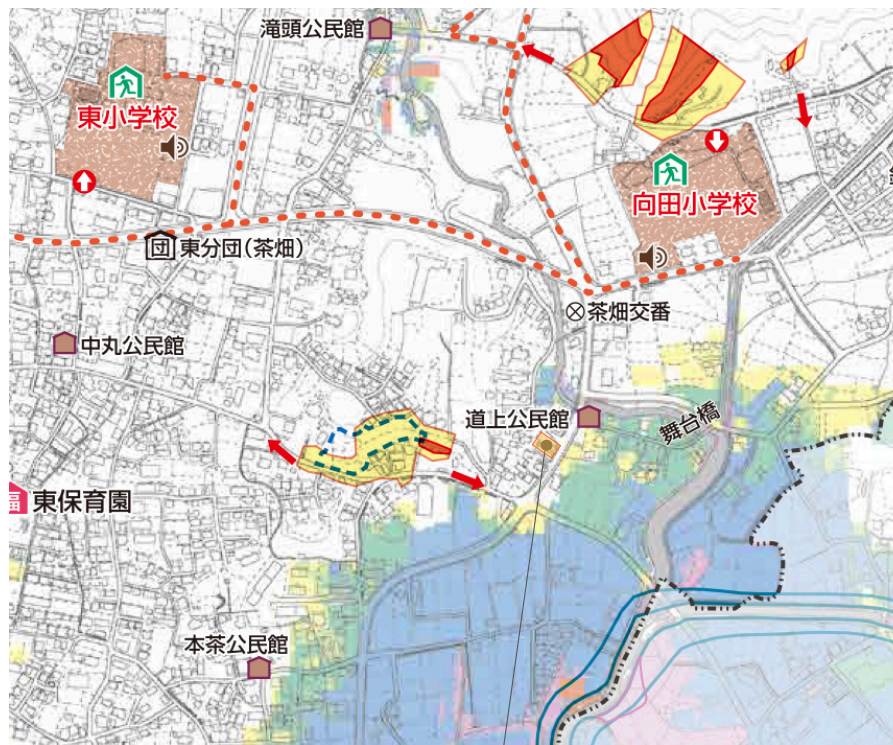 滝頭公民館
東小学校
向田小学校
団 東分団(茶畑)
茶畑交番
中丸公民館
道上公民館
舞台橋
東保育園
本茶公民館